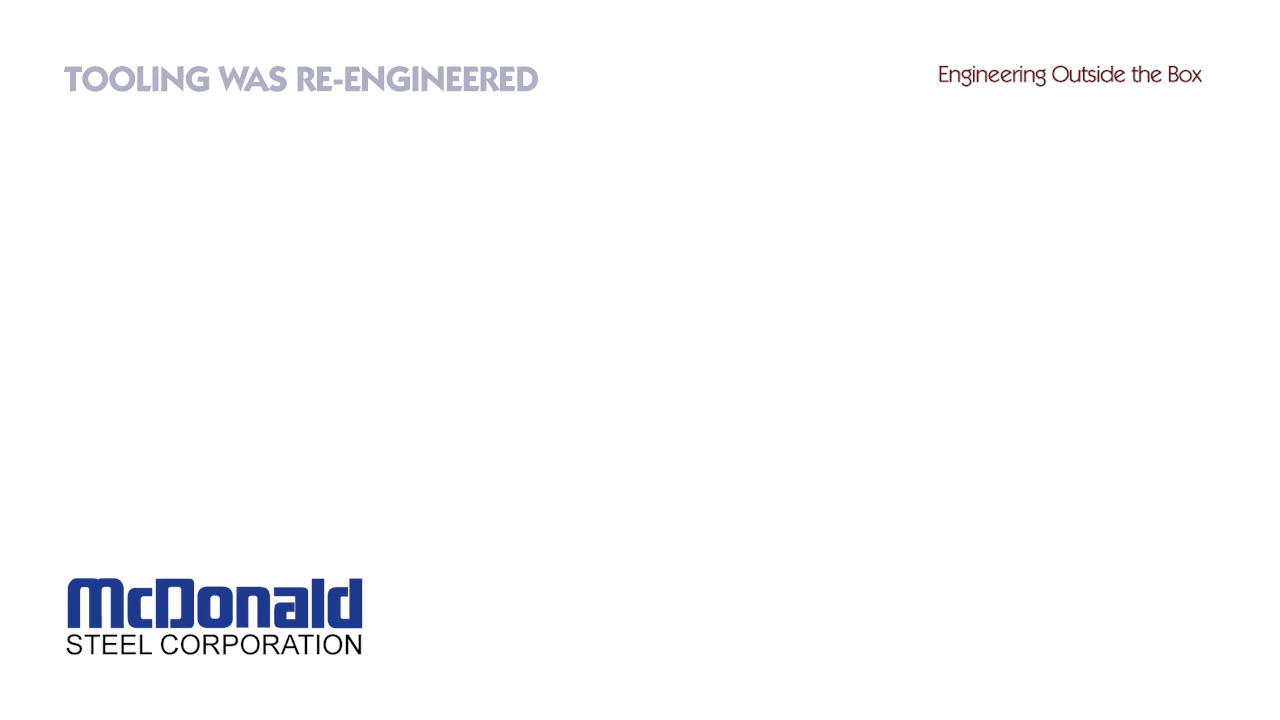 TOOLING WAS RE-ENGINEERED
Engineering Outside the Box
McDonald
STEEL CORPORATION